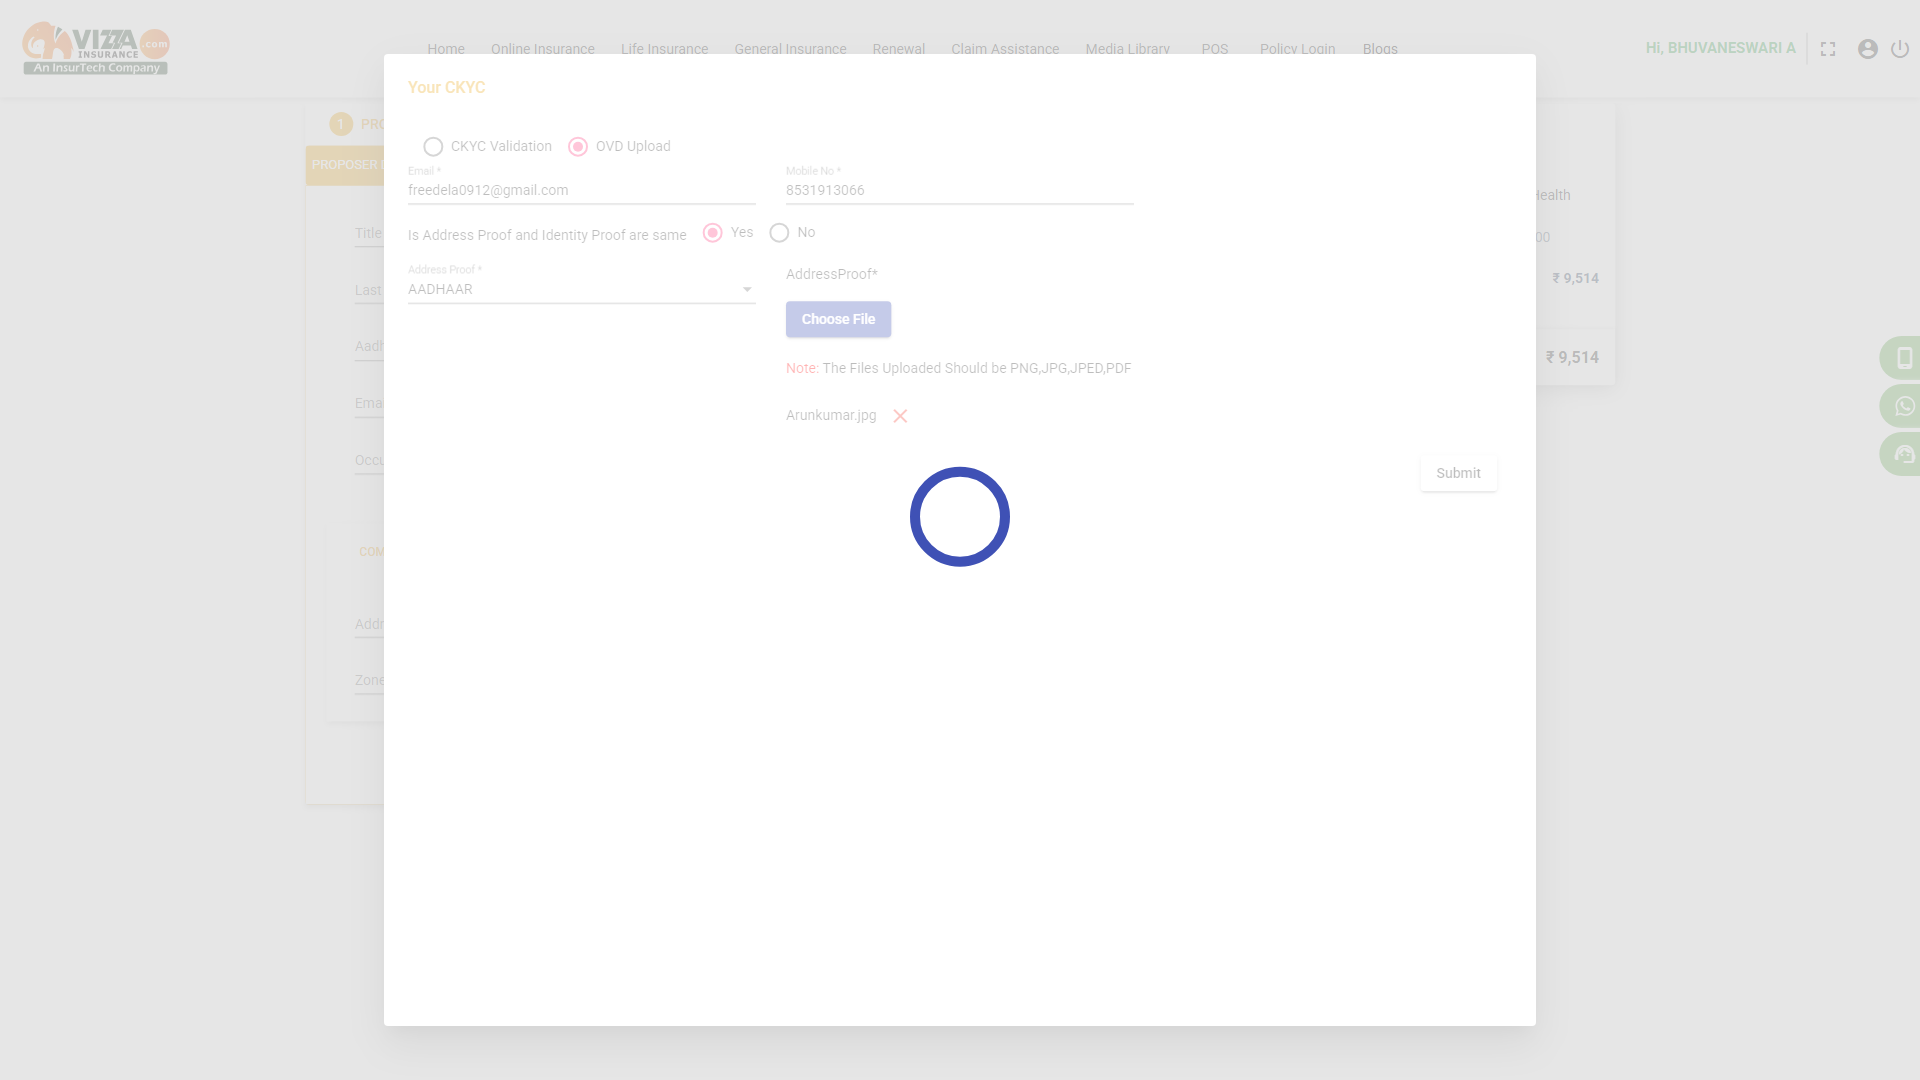 VIZZA .com
INSURANCE
An InsurTech Company
Home Online Insurance Life Insurance General Insurance Renewal Claim Assistance Media Library POS Policy Login Blogs
Hi, BHUVANESWARI A
Your CKYC
1 PRO
PROPOSER
CKYC Validation OVD Upload
Email * Mobile No *
freedela0912@gmail.com 8531913066
Health
Title
Is Address Proof and Identity Proof are same Yes No
00
Address Proof * AddressProof*
AADHAAR
₹ 9,514
Last
Choose File
Aadh
₹ 9,514
Note: The Files Uploaded Should be PNG,JPG,JPED,PDF
Emai
Arunkumar.jpg
Occu
Submit
COM
Addr
Zone